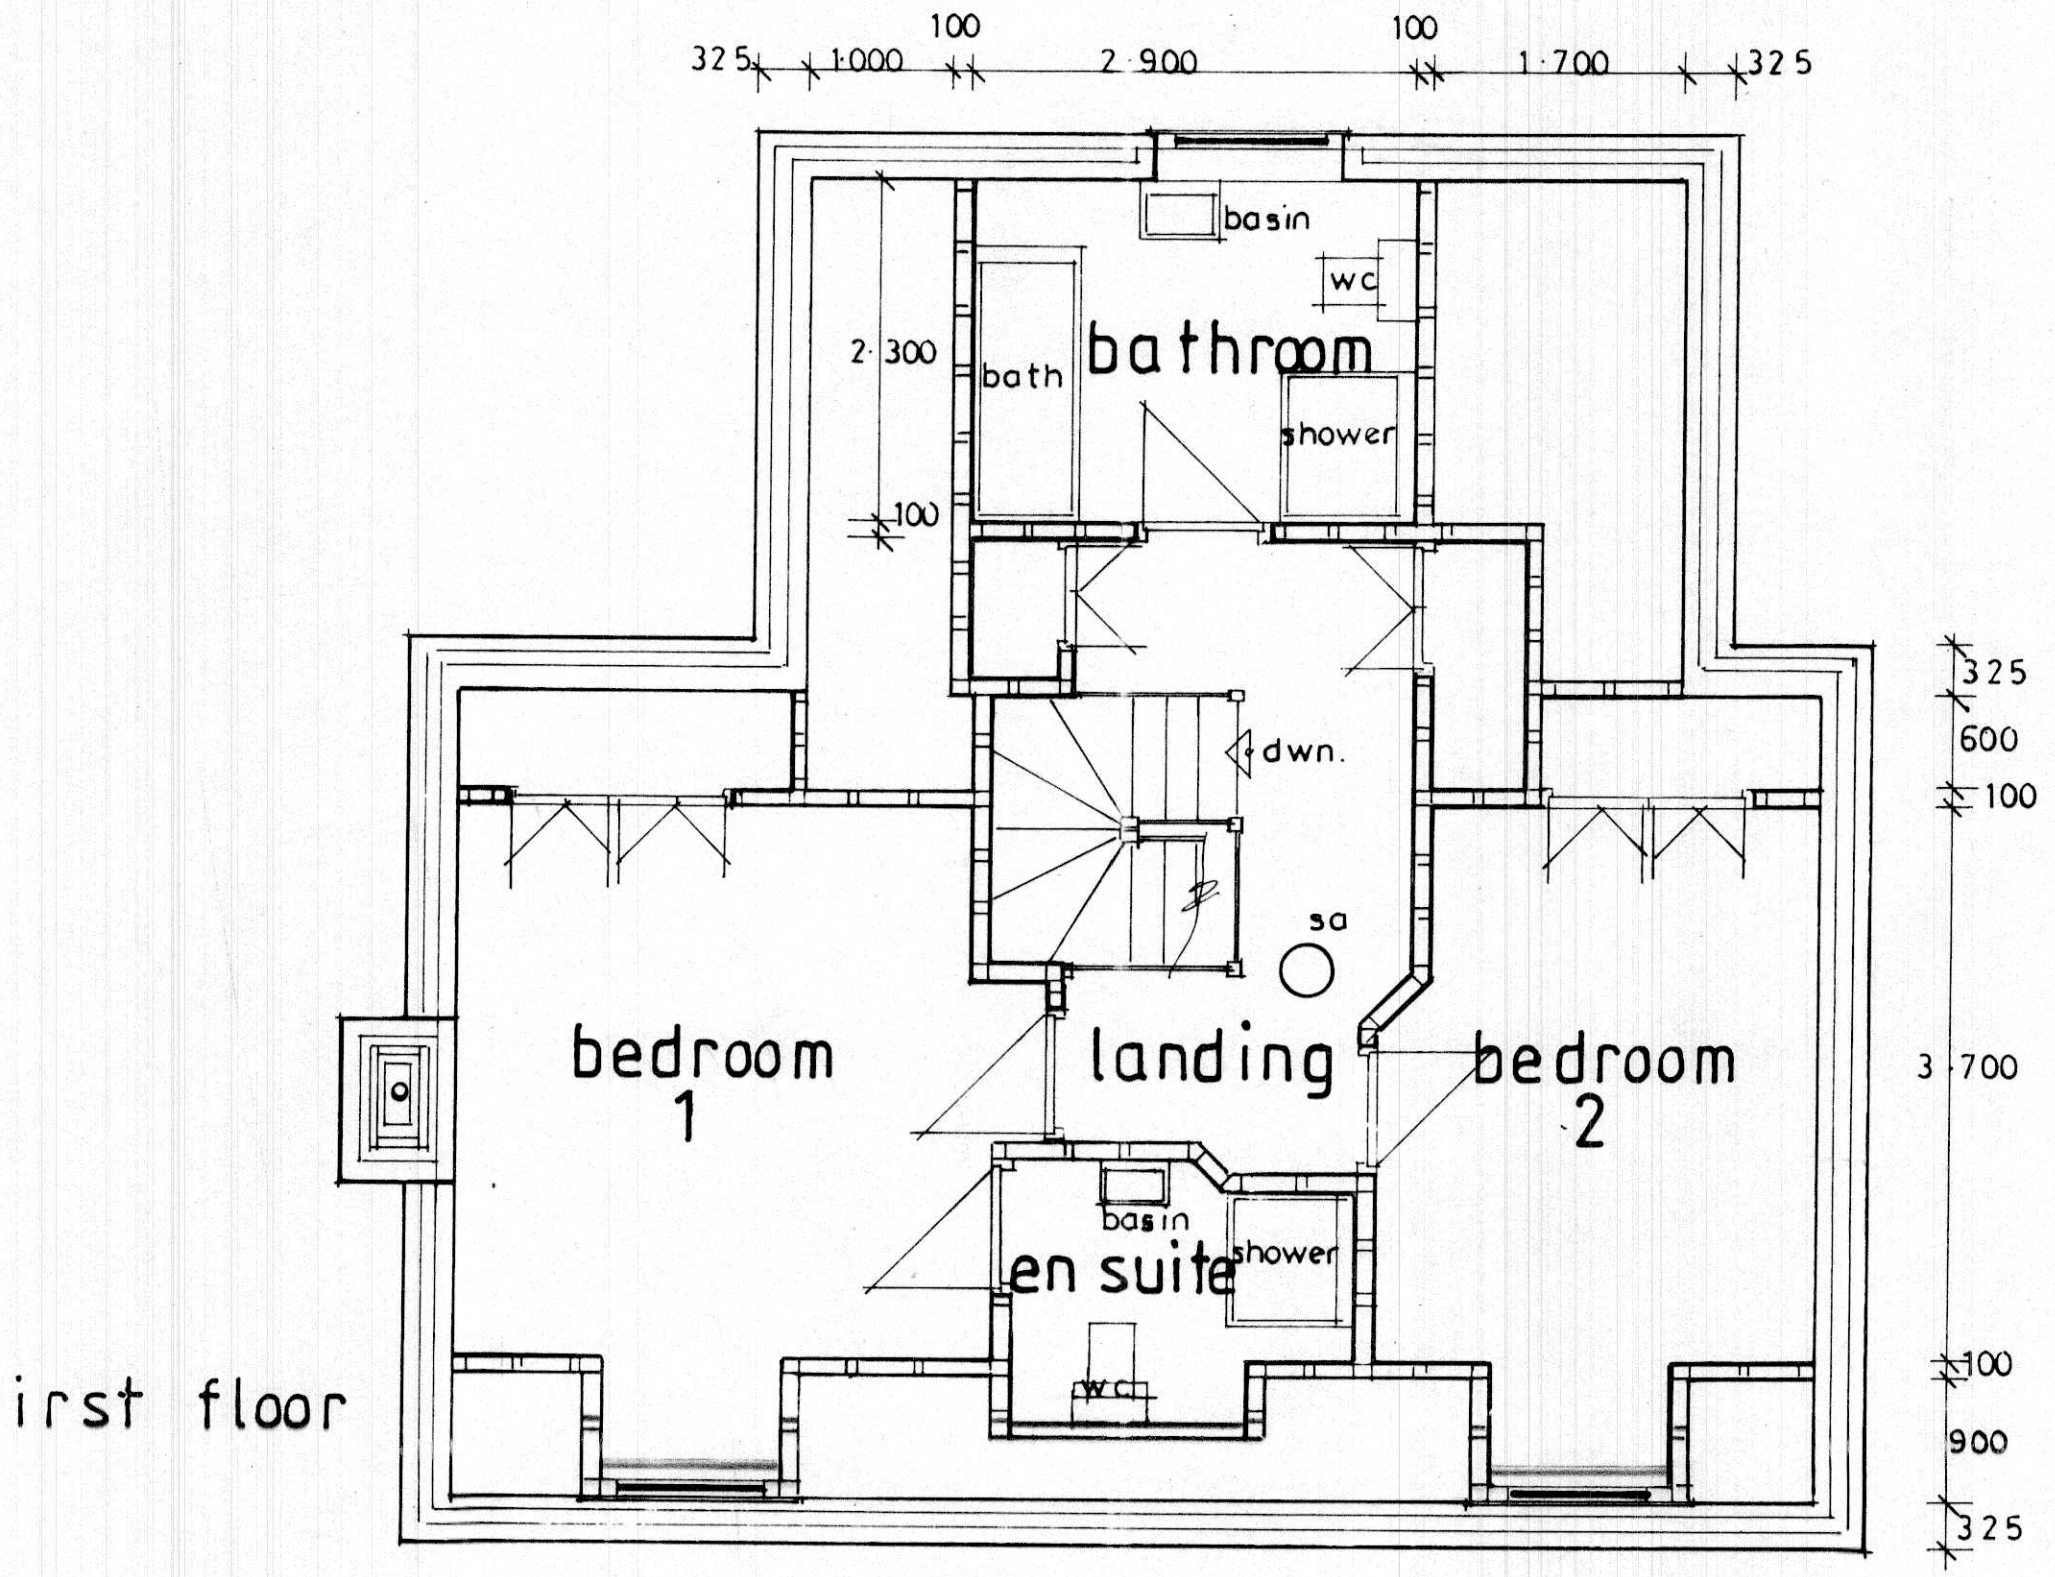 100 100
325 1·000 2·900 1·700 325
basin
wc
bathroom
2·300
bath
shower
100
325
600
dwn.
100
sa
bedroom
1
landing
bedroom
2
3·700
basin
en suite
shower
wc
100
irst floor
900
325